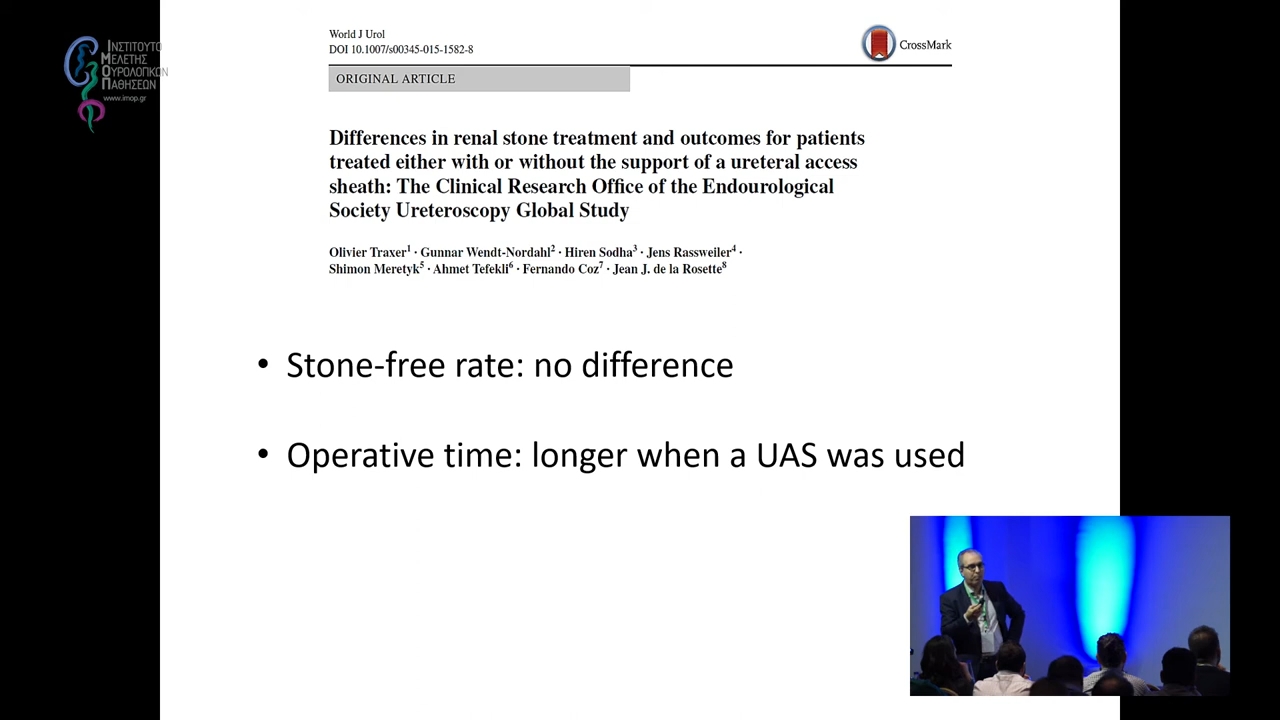 ΙΝΣΤΙΤΟΥΤΟ
ΜΕΛΕΤΗΣ
ΟΥΡΟΛΟΓΙΚΩΝ
ΠΑΘΗΣΕΩΝ
www.imop.gr
World J Urol
DOI 10.1007/s00345-015-1582-8
CrossMark
ORIGINAL ARTICLE
Differences in renal stone treatment and outcomes for patients
treated either with or without the support of a ureteral access
sheath: The Clinical Research Office of the Endourological
Society Ureteroscopy Global Study
Olivier Traxer¹ · Gunnar Wendt-Nordahl² · Hiren Sodha³ · Jens Rassweiler⁴ ·
Shimon Meretyk⁵ · Ahmet Tefekli⁶ · Fernando Coz⁷ · Jean J. de la Rosette⁸
• Stone-free rate: no difference
• Operative time: longer when a UAS was used